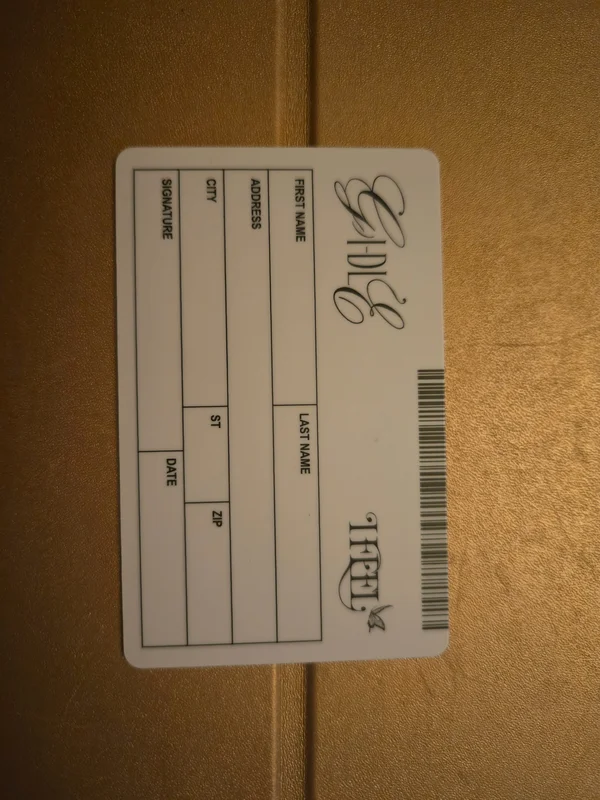 G I-DLE
I FEEL
FIRST NAME LAST NAME
ADDRESS
CITY ST ZIP
SIGNATURE DATE